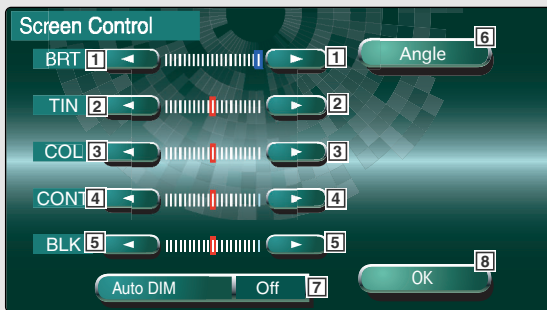 Screen Control
BRT 1 1
6
Angle
TIN 2 2
COL 3 3
CONT 4 4
BLK 5 5
Auto DIM Off 7
8
OK